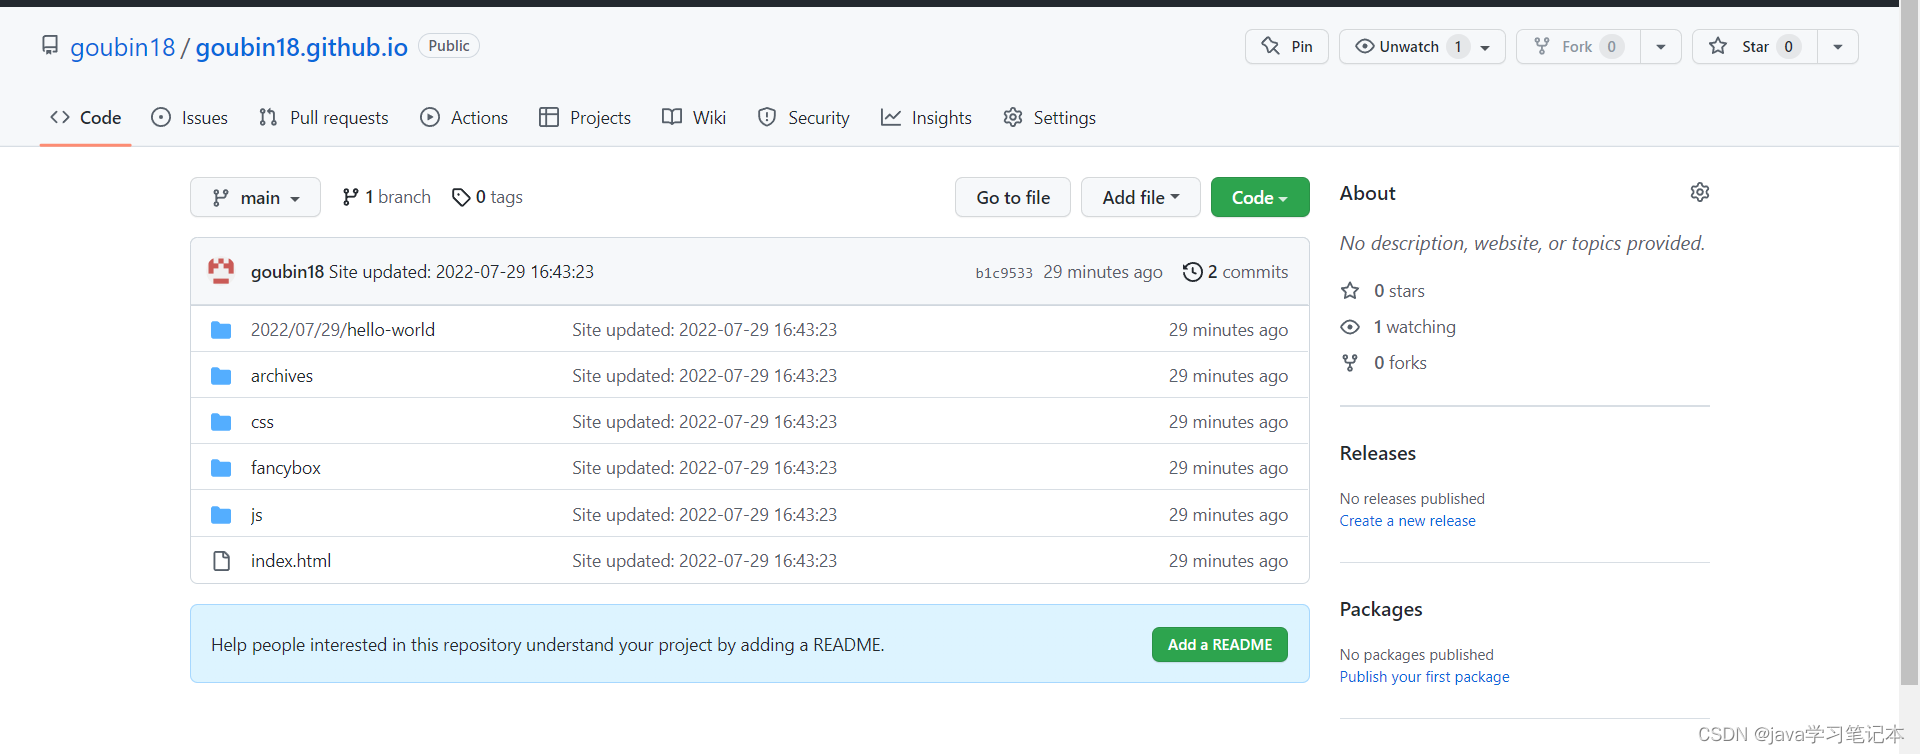 goubin18 / goubin18.github.io Public
Pin Unwatch 1 Fork 0 Star 0
Code Issues Pull requests Actions Projects Wiki Security Insights Settings
main 1 branch 0 tags Go to file Add file Code
goubin18 Site updated: 2022-07-29 16:43:23 b1c9533 29 minutes ago 2 commits
2022/07/29/hello-world Site updated: 2022-07-29 16:43:23 29 minutes ago
archives Site updated: 2022-07-29 16:43:23 29 minutes ago
css Site updated: 2022-07-29 16:43:23 29 minutes ago
fancybox Site updated: 2022-07-29 16:43:23 29 minutes ago
js Site updated: 2022-07-29 16:43:23 29 minutes ago
index.html Site updated: 2022-07-29 16:43:23 29 minutes ago
Help people interested in this repository understand your project by adding a README. Add a README
About
No description, website, or topics provided.
0 stars
1 watching
0 forks
Releases
No releases published
Create a new release
Packages
No packages published
Publish your first package
CSDN @java学习笔记本